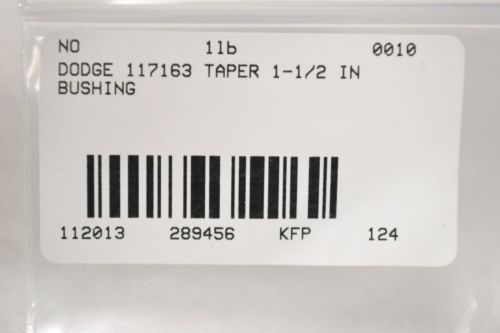 NO 1lb 0010
DODGE 117163 TAPER 1-1/2 IN
BUSHING
112013 289456 KFP 124